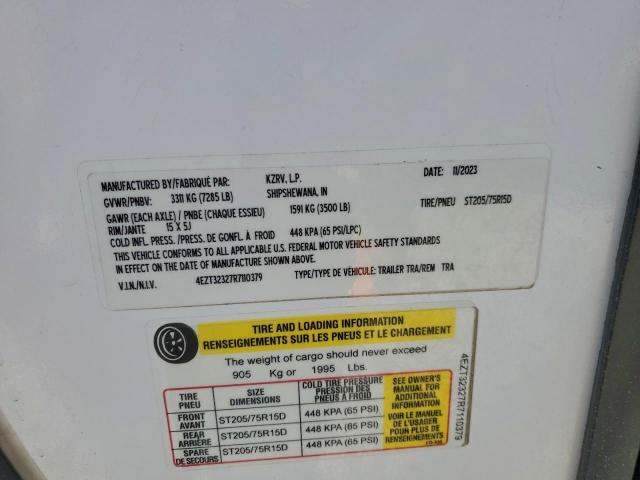 MANUFACTURED BY/FABRIQUÉ PAR: KZRV, L.P. DATE: 11/2023
SHIPSHEWANA, IN
GVWR/PNBV: 3311 KG (7285 LB)
GAWR (EACH AXLE) / PNBE (CHAQUE ESSIEU) 1591 KG (3500 LB) TIRE/PNEU ST205/75R15D
RIM/JANTE 15 X 5J
COLD INFL. PRESS. /PRESS. DE GONFL. À FROID 448 KPA (65 PSI/LPC)
THIS VEHICLE CONFORMS TO ALL APPLICABLE U.S. FEDERAL MOTOR VEHICLE SAFETY STANDARDS
IN EFFECT ON THE DATE OF MANUFACTURE SHOWN ABOVE.
V.I.N./N.I.V. 4EZT32327R7110379 TYPE/TYPE DE VÉHICULE: TRAILER TRA/REM TRA
TIRE AND LOADING INFORMATION
RENSEIGNEMENTS SUR LES PNEUS ET LE CHARGEMENT
The weight of cargo should never exceed
905 Kg or 1995 Lbs.
TIRE PNEU
SIZE DIMENSIONS
COLD TIRE PRESSURE
PRESSION DES
PNEUS A FROID
FRONT AVANT ST205/75R15D 448 KPA (65 PSI)
REAR ARRIÈRE ST205/75R15D 448 KPA (65 PSI)
SPARE DE SECOURS ST205/75R15D 448 KPA (65 PSI)
SEE OWNER'S
MANUAL FOR
ADDITIONAL
INFORMATION
VOIR LE MANUEL
DE L'USAGER
POUR PLUS DE
RENSEIGNEMENTS
4EZT32327R7110379